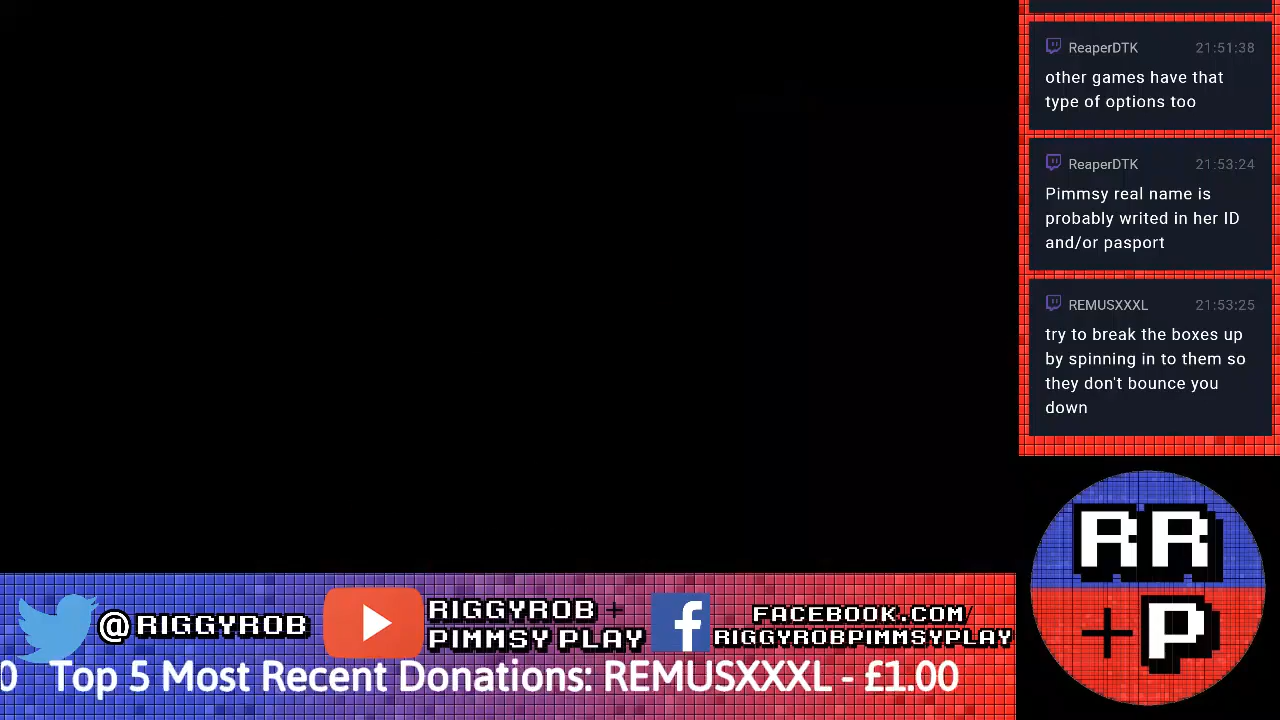 ReaperDTK 21:51:38
other games have that
type of options too
ReaperDTK 21:53:24
Pimmsy real name is
probably writed in her ID
and/or pasport
REMUSXXXL 21:53:25
try to break the boxes up
by spinning in to them so
they don't bounce you
down
RR
+P
@RIGGYROB
RIGGYROB +
PIMMSY PLAY
FACEBOOK.COM/
RIGGYROBPIMMSYPLAY
0 Top 5 Most Recent Donations: REMUSXXXL - £1.00